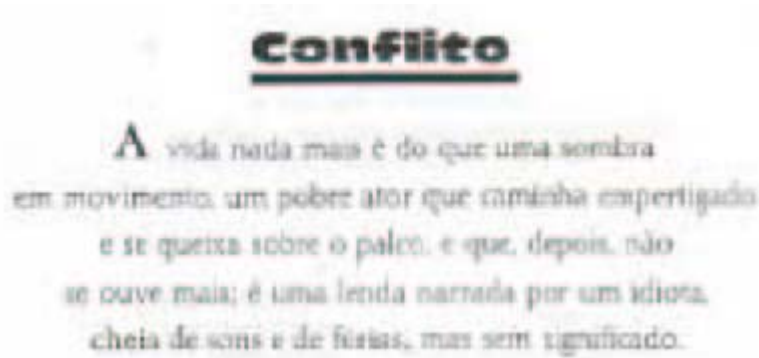 Conflito
A vida nada mais é do que uma sombra
em movimento, um pobre ator que caminha empertigado
e se queixa sobre o palco, e que, depois, não
se ouve mais; é uma lenda narrada por um idiota,
cheia de sons e de fúrias, mas sem significado.